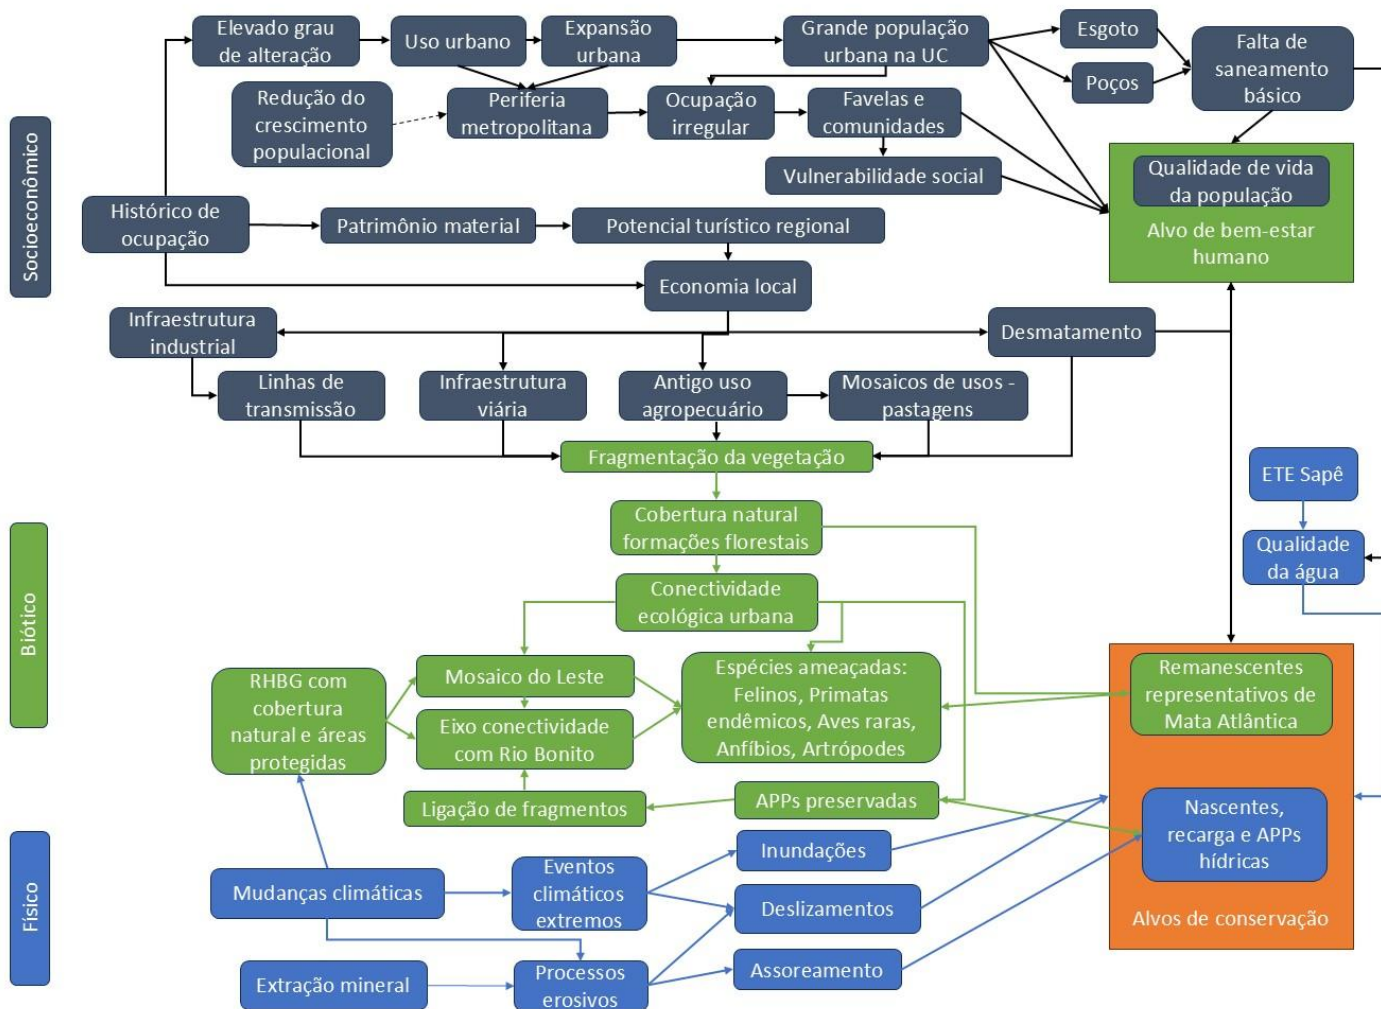 Socioeconômico
Elevado grau
de alteração
Uso urbano
Expansão
urbana
Grande população
urbana na UC
Esgoto
Poços
Falta de
saneamento
básico
Redução do
crescimento
populacional
Periferia
metropolitana
Ocupação
irregular
Favelas e
comunidades
Vulnerabilidade social
Qualidade de vida
da população
Alvo de bem-estar
humano
Histórico de
ocupação
Patrimônio material
Potencial turístico regional
Economia local
Infraestrutura
industrial
Desmatamento
Linhas de
transmissão
Infraestrutura
viária
Antigo uso
agropecuário
Mosaicos de usos -
pastagens
Biótico
Fragmentação da vegetação
Cobertura natural
formações florestais
Conectividade
ecológica urbana
ETE Sapê
Qualidade
da água
RHBG com
cobertura
natural e áreas
protegidas
Mosaico do Leste
Eixo conectividade
com Rio Bonito
Espécies ameaçadas:
Felinos, Primatas
endêmicos, Aves raras,
Anfíbios, Artrópodes
Remanescentes
representativos de
Mata Atlântica
Ligação de fragmentos
APPs preservadas
Nascentes,
recarga e APPs
hídricas
Alvos de conservação
Físico
Mudanças climáticas
Eventos
climáticos
extremos
Inundações
Deslizamentos
Extração mineral
Processos
erosivos
Assoreamento